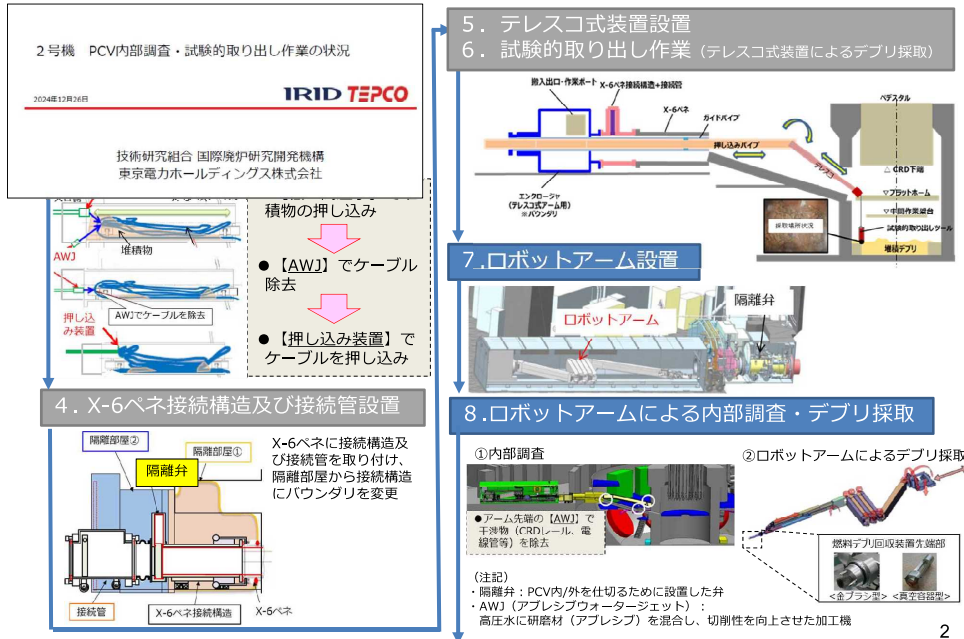 2号機　PCV内部調査・試験的取り出し作業の状況
2024年12月26日
IRID TEPCO
技術研究組合 国際廃炉研究開発機構
東京電力ホールディングス株式会社
積物の押し込み
堆積物
AWJ
●【AWJ】でケーブル
除去
AWJでケーブルを除去
押し込
み装置
●【押し込み装置】で
ケーブルを押し込み
4．X-6ペネ接続構造及び接続管設置
隔離部屋②
隔離部屋①
隔離弁
X-6ペネに接続構造及
び接続管を取り付け、
隔離部屋から接続構造
にバウンダリを変更
接続管
X-6ペネ接続構造
X-6ペネ
5．テレスコ式装置設置
6．試験的取り出し作業（テレスコ式装置によるデブリ採取）
搬入出口・作業ポート
X-6ペネ接続構造+接続管
X-6ペネ
ガイドパイプ
ペデスタル
押し込みパイプ
テレスコ
△ CRD下端
▽プラットホーム
▽中間作業架台
試験的取り出しツール
堆積デブリ
採取場所状況
エンクロージャ
(テレスコ式アーム用)
※バウンダリ
7.ロボットアーム設置
ロボットアーム
隔離弁
8.ロボットアームによる内部調査・デブリ採取
①内部調査
●アーム先端の【AWJ】で
干渉物（CRDレール、電
線管等）を除去
②ロボットアームによるデブリ採取
燃料デブリ回収装置先端部
<金ブラシ型>
<真空容器型>
（注記）
・隔離弁：PCV内/外を仕切るために設置した弁
・AWJ（アブレシブウォータージェット）：
高圧水に研磨材（アブレシブ）を混合し、切削性を向上させた加工機
2